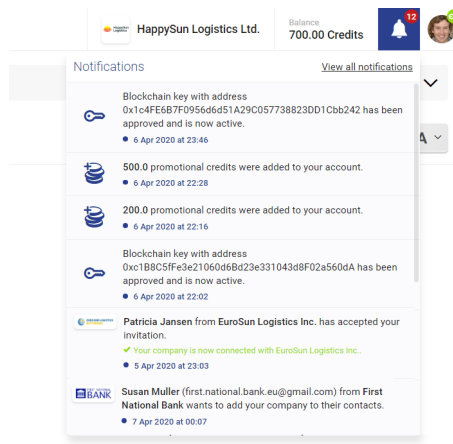 HappySun Logistics Ltd.
Balance
700.00 Credits
12
Notifications
View all notifications
Blockchain key with address
0x1c4FE6B7F0956d6d51A29C057738823DD1Cbb242 has been
approved and is now active.
6 Apr 2020 at 23:46
500.0 promotional credits were added to your account.
6 Apr 2020 at 22:28
200.0 promotional credits were added to your account.
6 Apr 2020 at 22:16
Blockchain key with address
0xc1B8C5fFe3e21060d6Bd23e331043d8F02a560dA has been
approved and is now active.
6 Apr 2020 at 22:02
Patricia Jansen from EuroSun Logistics Inc. has accepted your
invitation.
Your company is now connected with EuroSun Logistics Inc..
5 Apr 2020 at 23:03
BANK
Susan Muller (first.national.bank.eu@gmail.com) from First
National Bank wants to add your company to their contacts.
7 Apr 2020 at 00:07
A